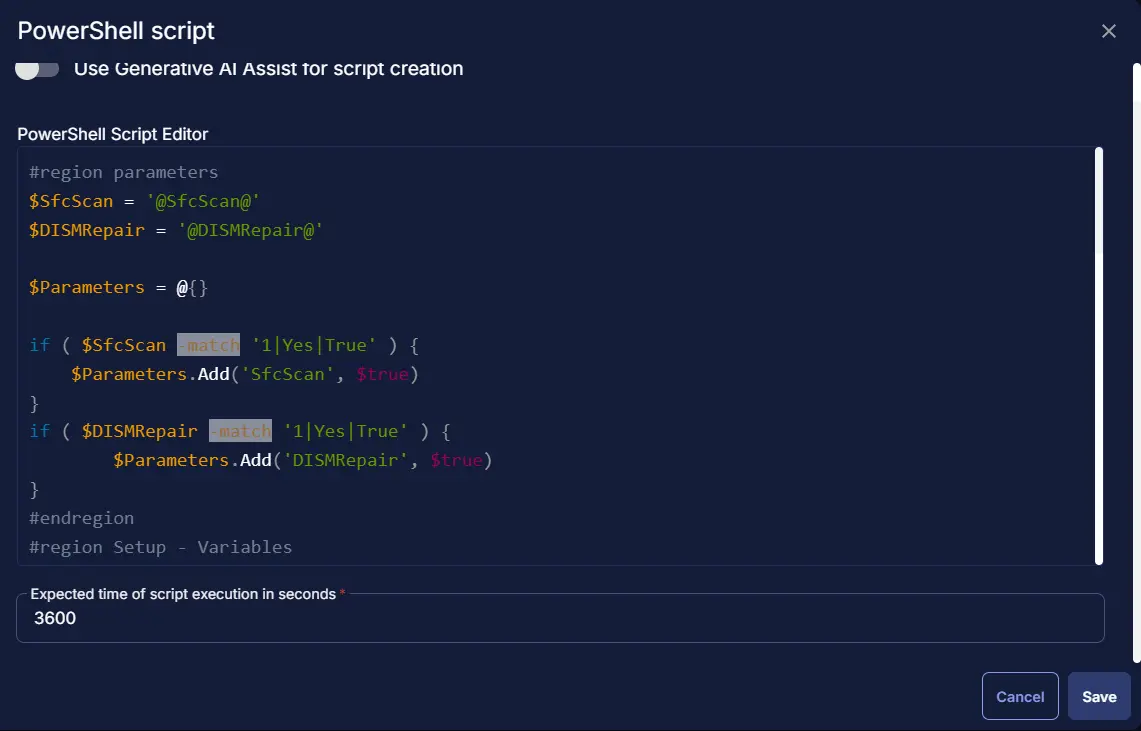 PowerShell script
Use Generative AI Assist for script creation
PowerShell Script Editor
#region parameters
$SfcScan = '@SfcScan@'
$DISMRepair = '@DISMRepair@'
$Parameters = @{}
if ( $SfcScan -match '1|Yes|True' ) {
    $Parameters.Add('SfcScan', $true)
}
if ( $DISMRepair -match '1|Yes|True' ) {
        $Parameters.Add('DISMRepair', $true)
}
#endregion
#region Setup - Variables
Expected time of script execution in seconds *
3600
Cancel Save